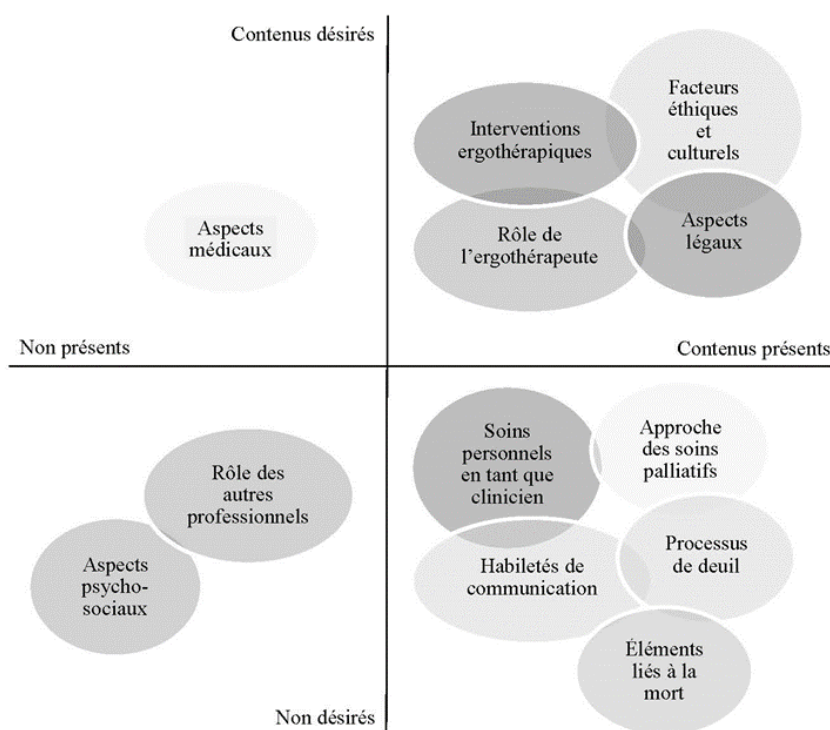 Contenus désirés
Facteurs
éthiques
et
culturels
Interventions
ergothérapiques
Aspects
médicaux
Rôle de
l'ergothérapeute
Aspects
légaux
Non présents
Contenus présents
Soins
personnels
en tant que
clinicien
Approche
des soins
palliatifs
Rôle des
autres
professionnels
Aspects
psycho-
sociaux
Habiletés de
communication
Processus
de deuil
Éléments
liés à la
mort
Non désirés